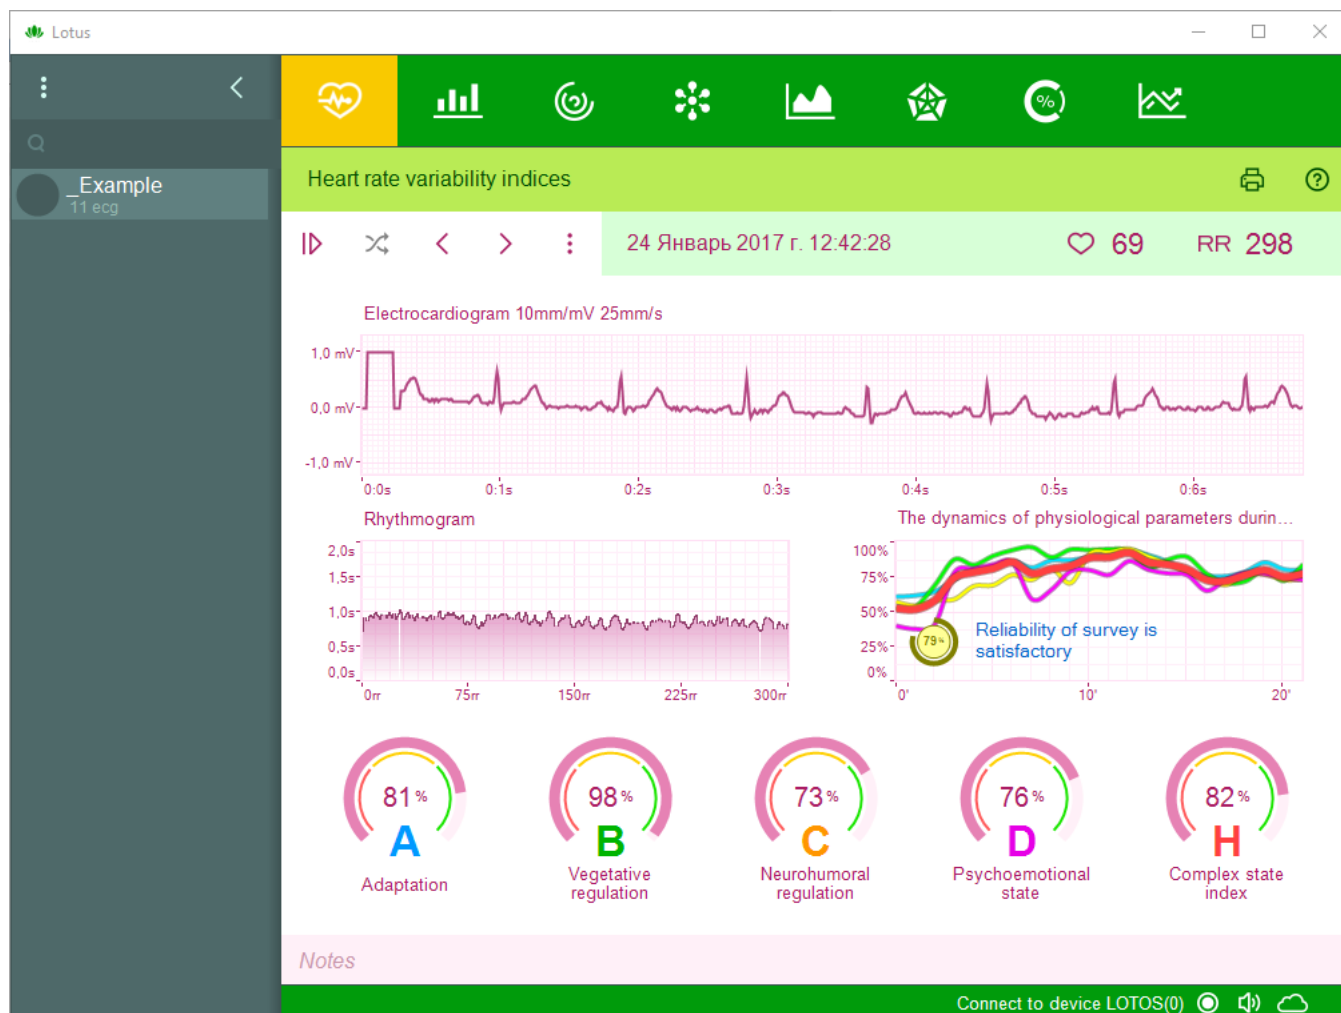 Lotus
_Example
11 ecg
Heart rate variability indices
24 Январь 2017 г. 12:42:28
69
RR 298
Electrocardiogram 10mm/mV 25mm/s
1,0 mV
0,0 mV
-1,0 mV
0:0s 0:1s 0:2s 0:3s 0:4s 0:5s 0:6s
Rhythmogram
2,0s
1,5s
1,0s
0,5s
0,0s
0rr 75rr 150rr 225rr 300rr
The dynamics of physiological parameters durin...
100%
75%
50%
25%
0%
79%
Reliability of survey is
satisfactory
0' 10' 20'
81%
A
Adaptation
98%
B
Vegetative
regulation
73%
C
Neurohumoral
regulation
76%
D
Psychoemotional
state
82%
H
Complex state
index
Notes
Connect to device LOTOS(0)